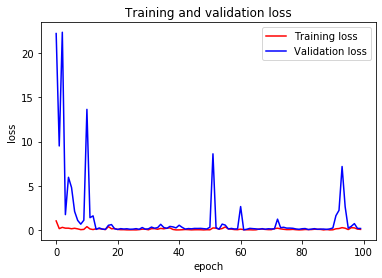 Training and validation loss
Training loss
Validation loss
20
15
10
5
0
loss
0
20
40
60
80
100
epoch